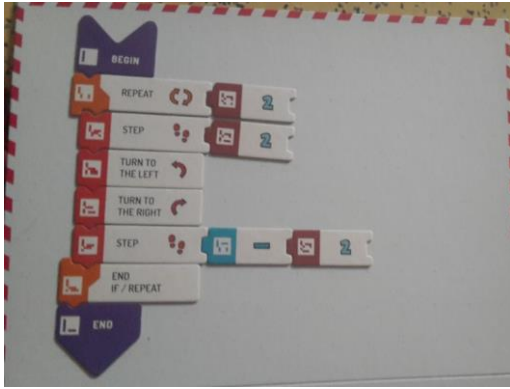 BEGIN
REPEAT 2
STEP 2
TURN TO
THE LEFT
TURN TO
THE RIGHT
STEP - 2
END
IF / REPEAT
END